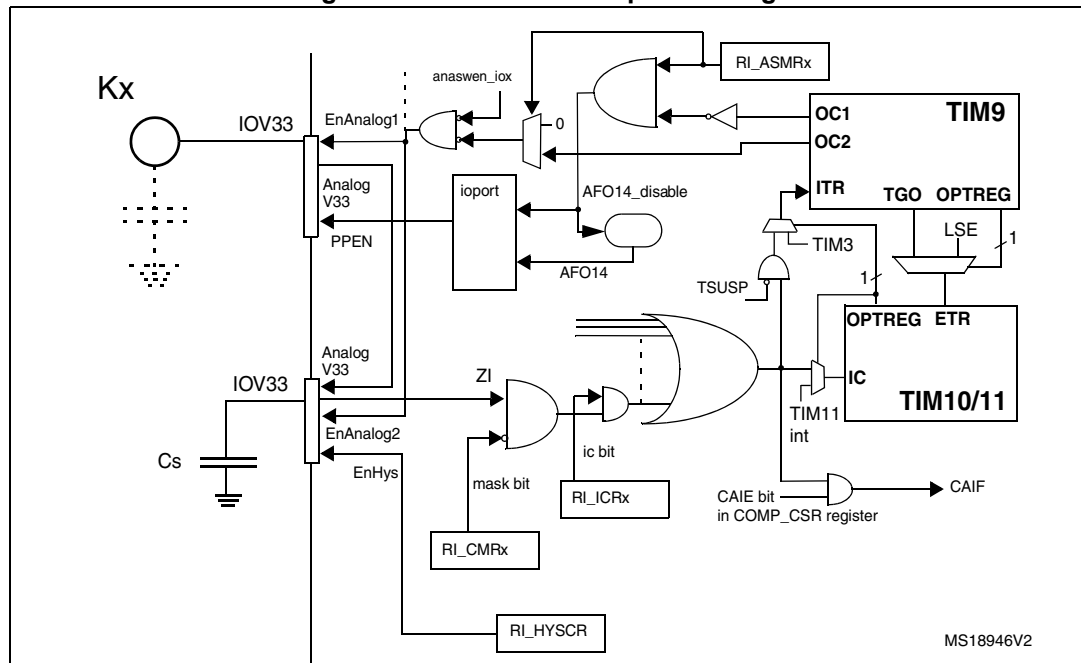 Kx
IOV33
EnAnalog1
anaswen_iox
0
RI_ASMRx
OC1
OC2
TIM9
ITR
TGO OPTREG
LSE
1
Analog
V33
PPEN
ioport
AFO14_disable
AFO14
TIM3
TSUSP
1
OPTREG ETR
IC
TIM10/11
TIM11
int
Analog
V33
IOV33
ZI
EnAnalog2
EnHys
Cs
mask bit
ic bit
RI_ICRx
RI_CMRx
CAIE bit
in COMP_CSR register
CAIF
RI_HYSCR
MS18946V2